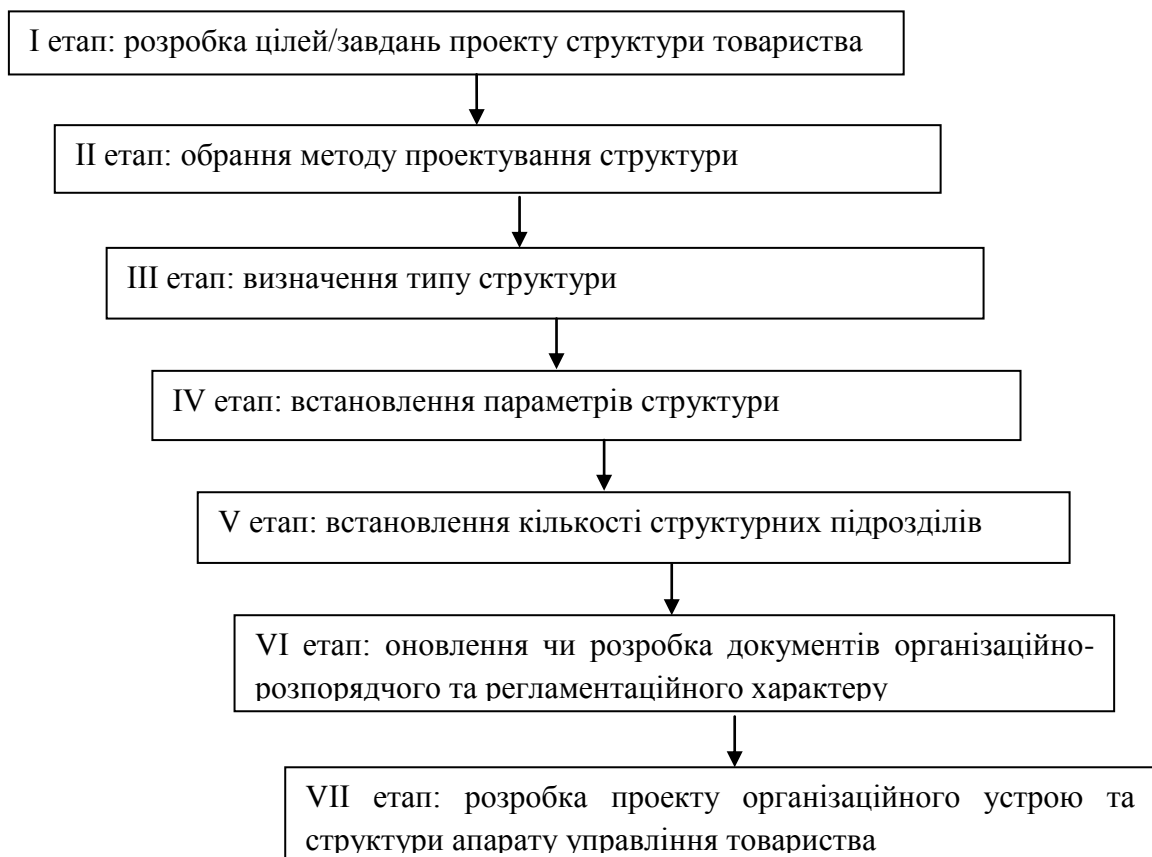 І етап: розробка цілей/завдань проекту структури товариства
ІІ етап: обрання методу проектування структури
ІІІ етап: визначення типу структури
IV етап: встановлення параметрів структури
V етап: встановлення кількості структурних підрозділів
VI етап: оновлення чи розробка документів організаційно-
розпорядчого та регламентаційного характеру
VII етап: розробка проекту організаційного устрою та
структури апарату управління товариства